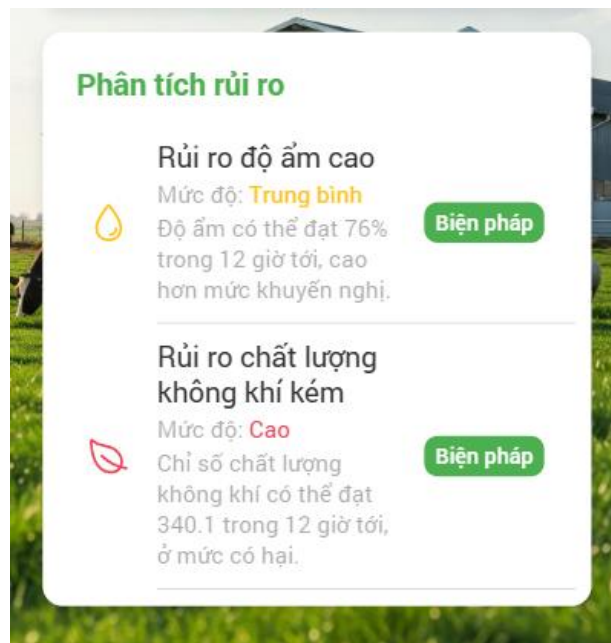 Phân tích rủi ro
Rủi ro độ ẩm cao
Mức độ: Trung bình
Độ ẩm có thể đạt 76%
trong 12 giờ tới, cao
hơn mức khuyến nghị.
Biện pháp
Rủi ro chất lượng
không khí kém
Mức độ: Cao
Chỉ số chất lượng
không khí có thể đạt
340.1 trong 12 giờ tới,
ở mức có hại.
Biện pháp